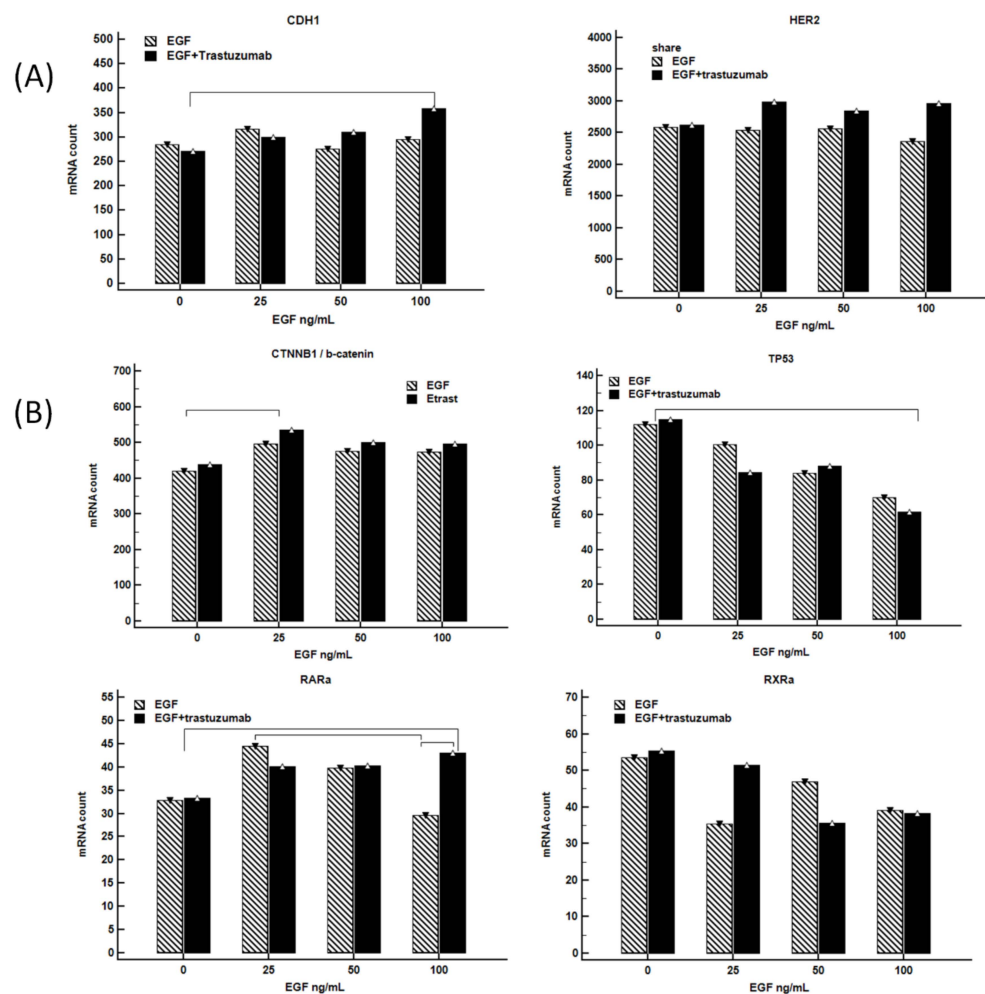 (A)
CDH1
EGF
EGF+Trastuzumab
500
450
400
350
300
250
200
150
100
50
0
mRNA count
0 25 50 100
EGF ng/mL
HER2
share
EGF
EGF+trastuzumab
4000
3500
3000
2500
2000
1500
1000
500
0
mRNA count
0 25 50 100
EGF ng/mL
(B)
CTNNB1 / b-catenin
EGF
Etrast
700
600
500
400
300
200
100
0
mRNA count
0 25 50 100
EGF ng/mL
TP53
EGF
EGF+trastuzumab
140
120
100
80
60
40
20
0
mRNA count
0 25 50 100
EGF ng/mL
RARa
EGF
EGF+trastuzumab
55
50
45
40
35
30
25
20
15
10
5
0
mRNA count
0 25 50 100
EGF ng/mL
RXRa
EGF
EGF+trastuzumab
70
60
50
40
30
20
10
0
mRNA count
0 25 50 100
EGF ng/mL